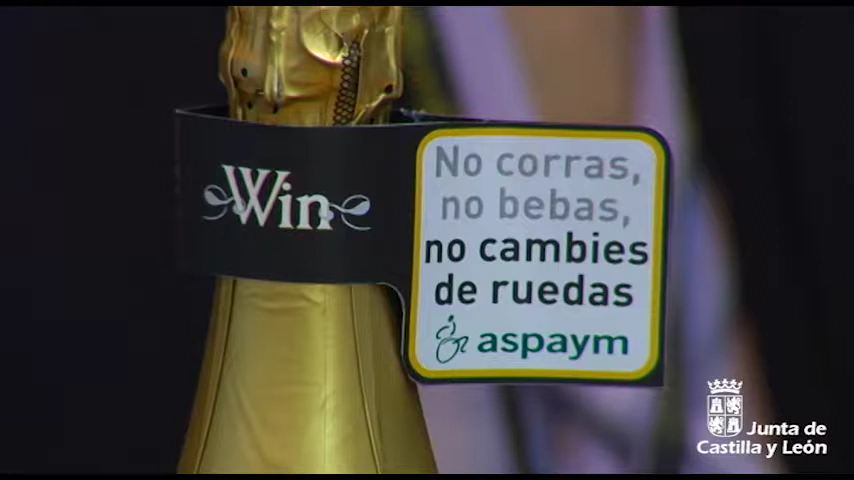 Win
No corras,
no bebas,
no cambies
de ruedas
aspaym
Junta de
Castilla y León